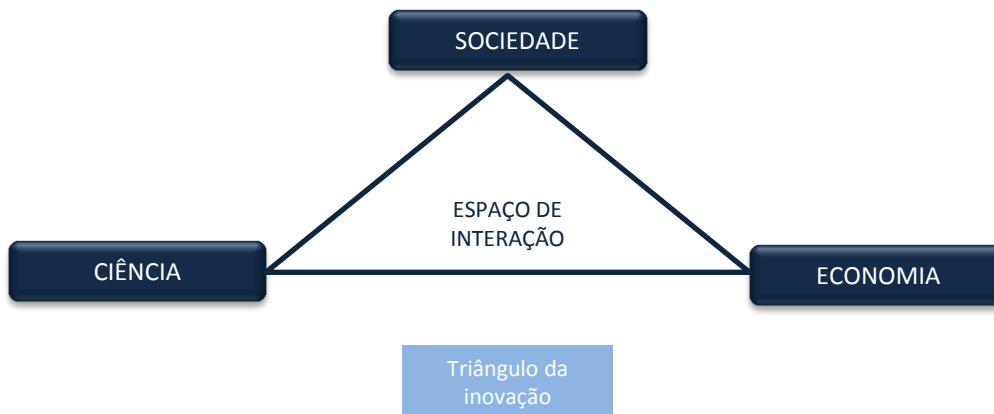 SOCIEDADE
ESPAÇO DE
INTERAÇÃO
CIÊNCIA
ECONOMIA
Triângulo da
inovação